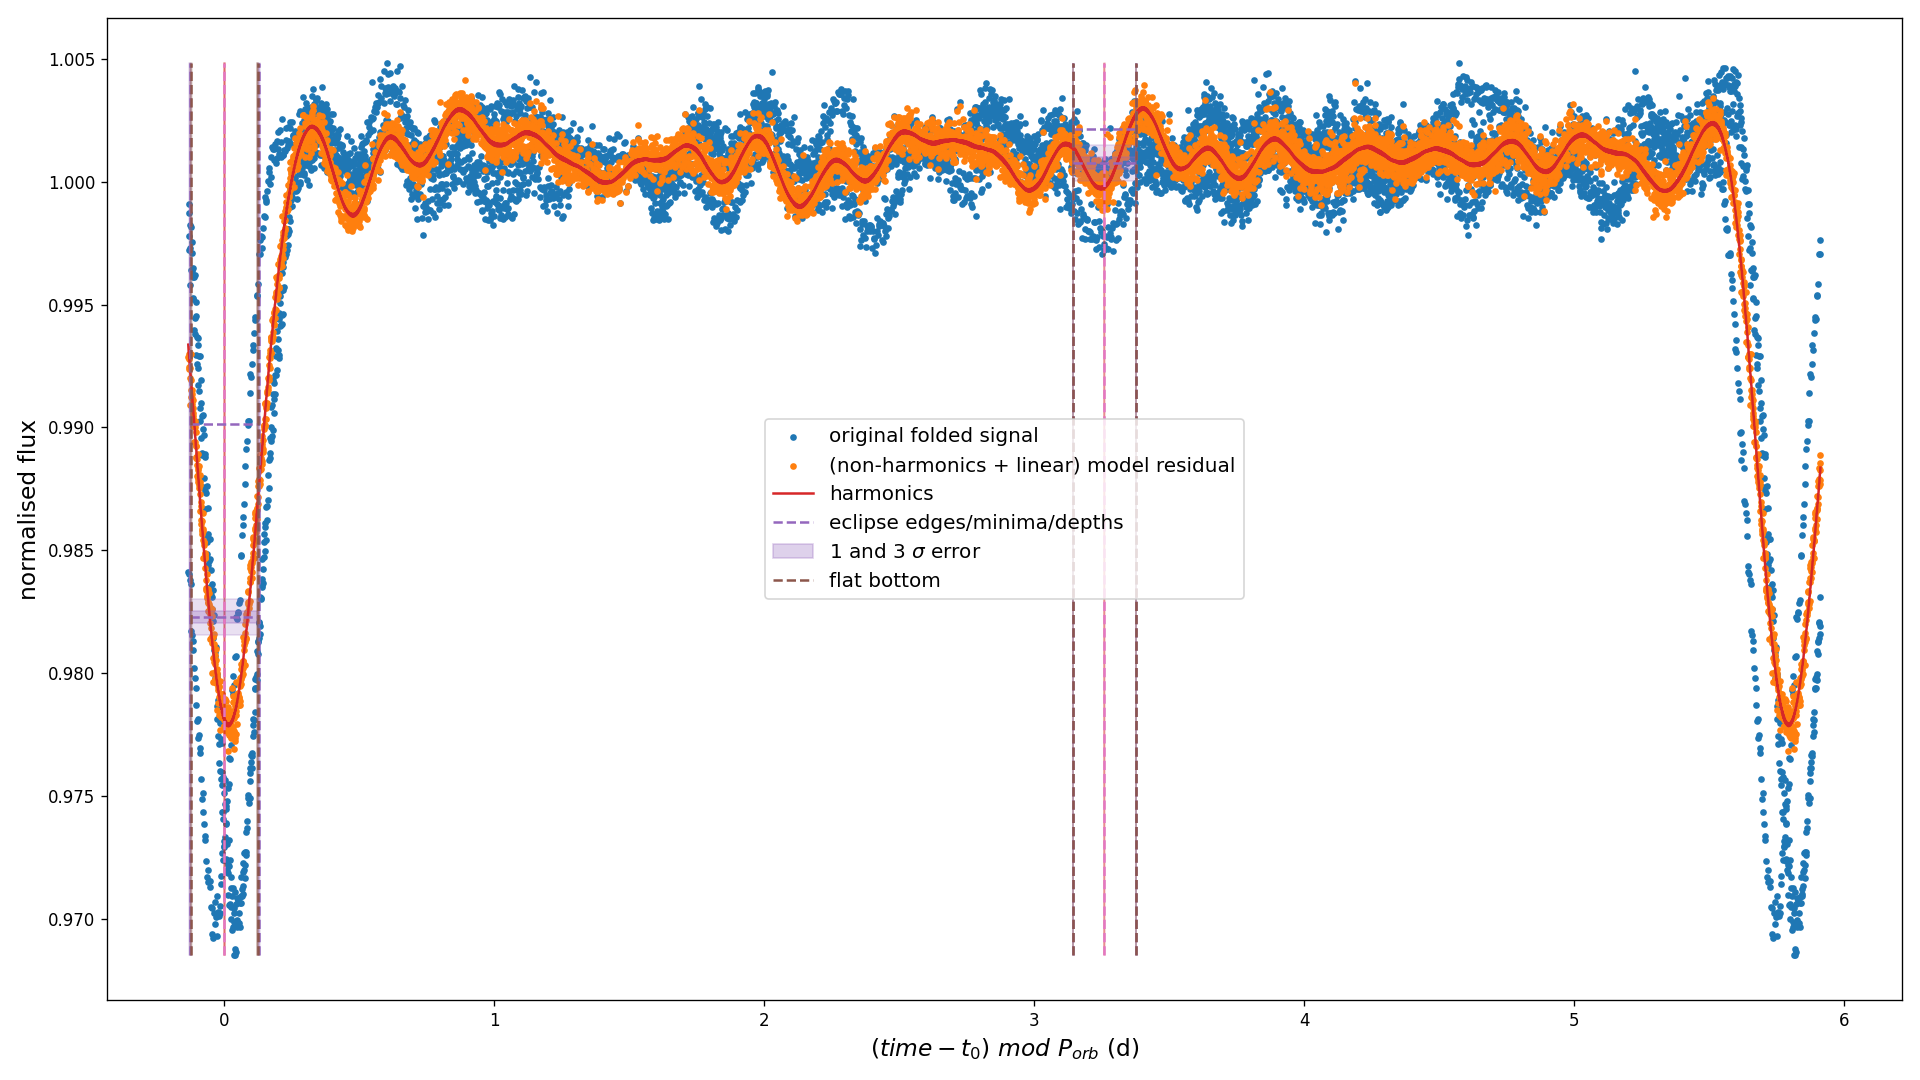 1.005
1.000
0.995
0.990
0.985
0.980
0.975
0.970
normalised flux
original folded signal
(non-harmonics + linear) model residual
harmonics
eclipse edges/minima/depths
1 and 3 σ error
flat bottom
0 1 2 3 4 5 6
(time − t₀) mod Pₒᵣb (d)